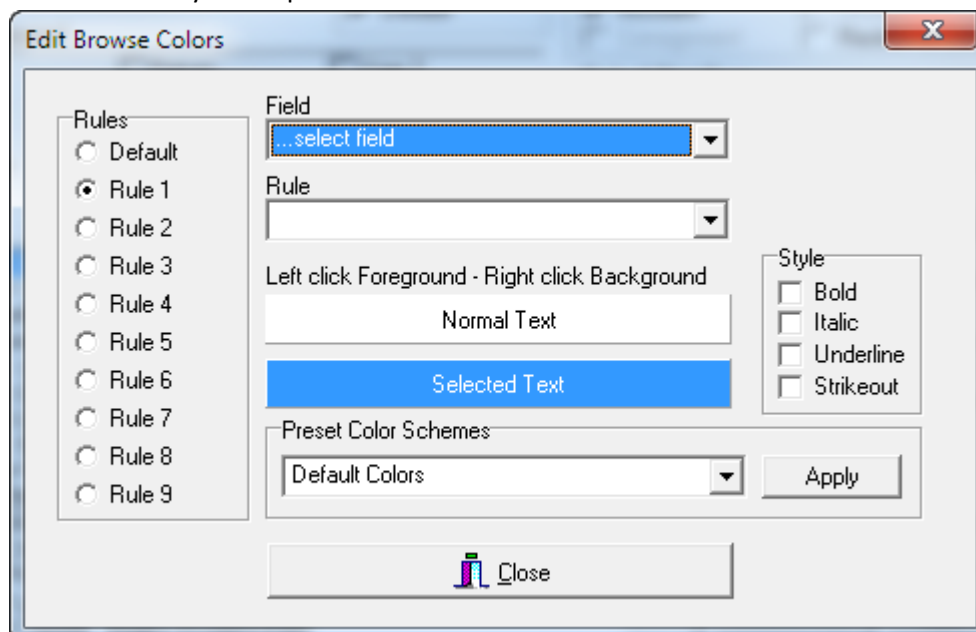 Edit Browse Colors
Rules
Default
Rule 1
Rule 2
Rule 3
Rule 4
Rule 5
Rule 6
Rule 7
Rule 8
Rule 9
Field
...select field
Rule
Left click Foreground - Right click Background
Normal Text
Selected Text
Style
Bold
Italic
Underline
Strikeout
Preset Color Schemes
Default Colors
Apply
Close